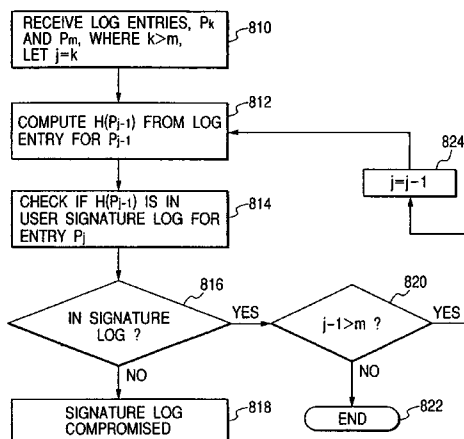 RECEIVE LOG ENTRIES, Pk
AND Pm, WHERE k>m,
LET j=k
810
COMPUTE H(Pj-1) FROM LOG
ENTRY FOR Pj-1
812
824
j=j-1
CHECK IF H(Pj-1) IS IN
USER SIGNATURE LOG FOR
ENTRY Pj
814
816
IN SIGNATURE
LOG ?
YES
820
j-1>m ?
YES
NO
NO
SIGNATURE LOG
COMPROMISED
818
END
822